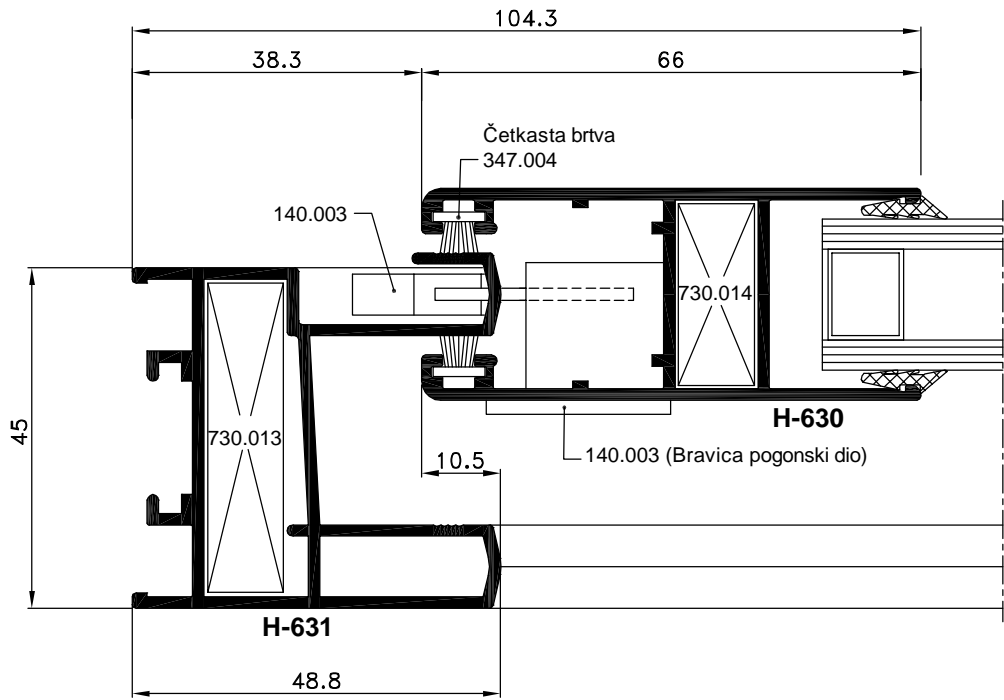 104.3
38.3
66
Četkasta brtva
347.004
140.003
730.014
45
730.013
H-630
10.5
140.003 (Bravica pogonski dio)
H-631
48.8